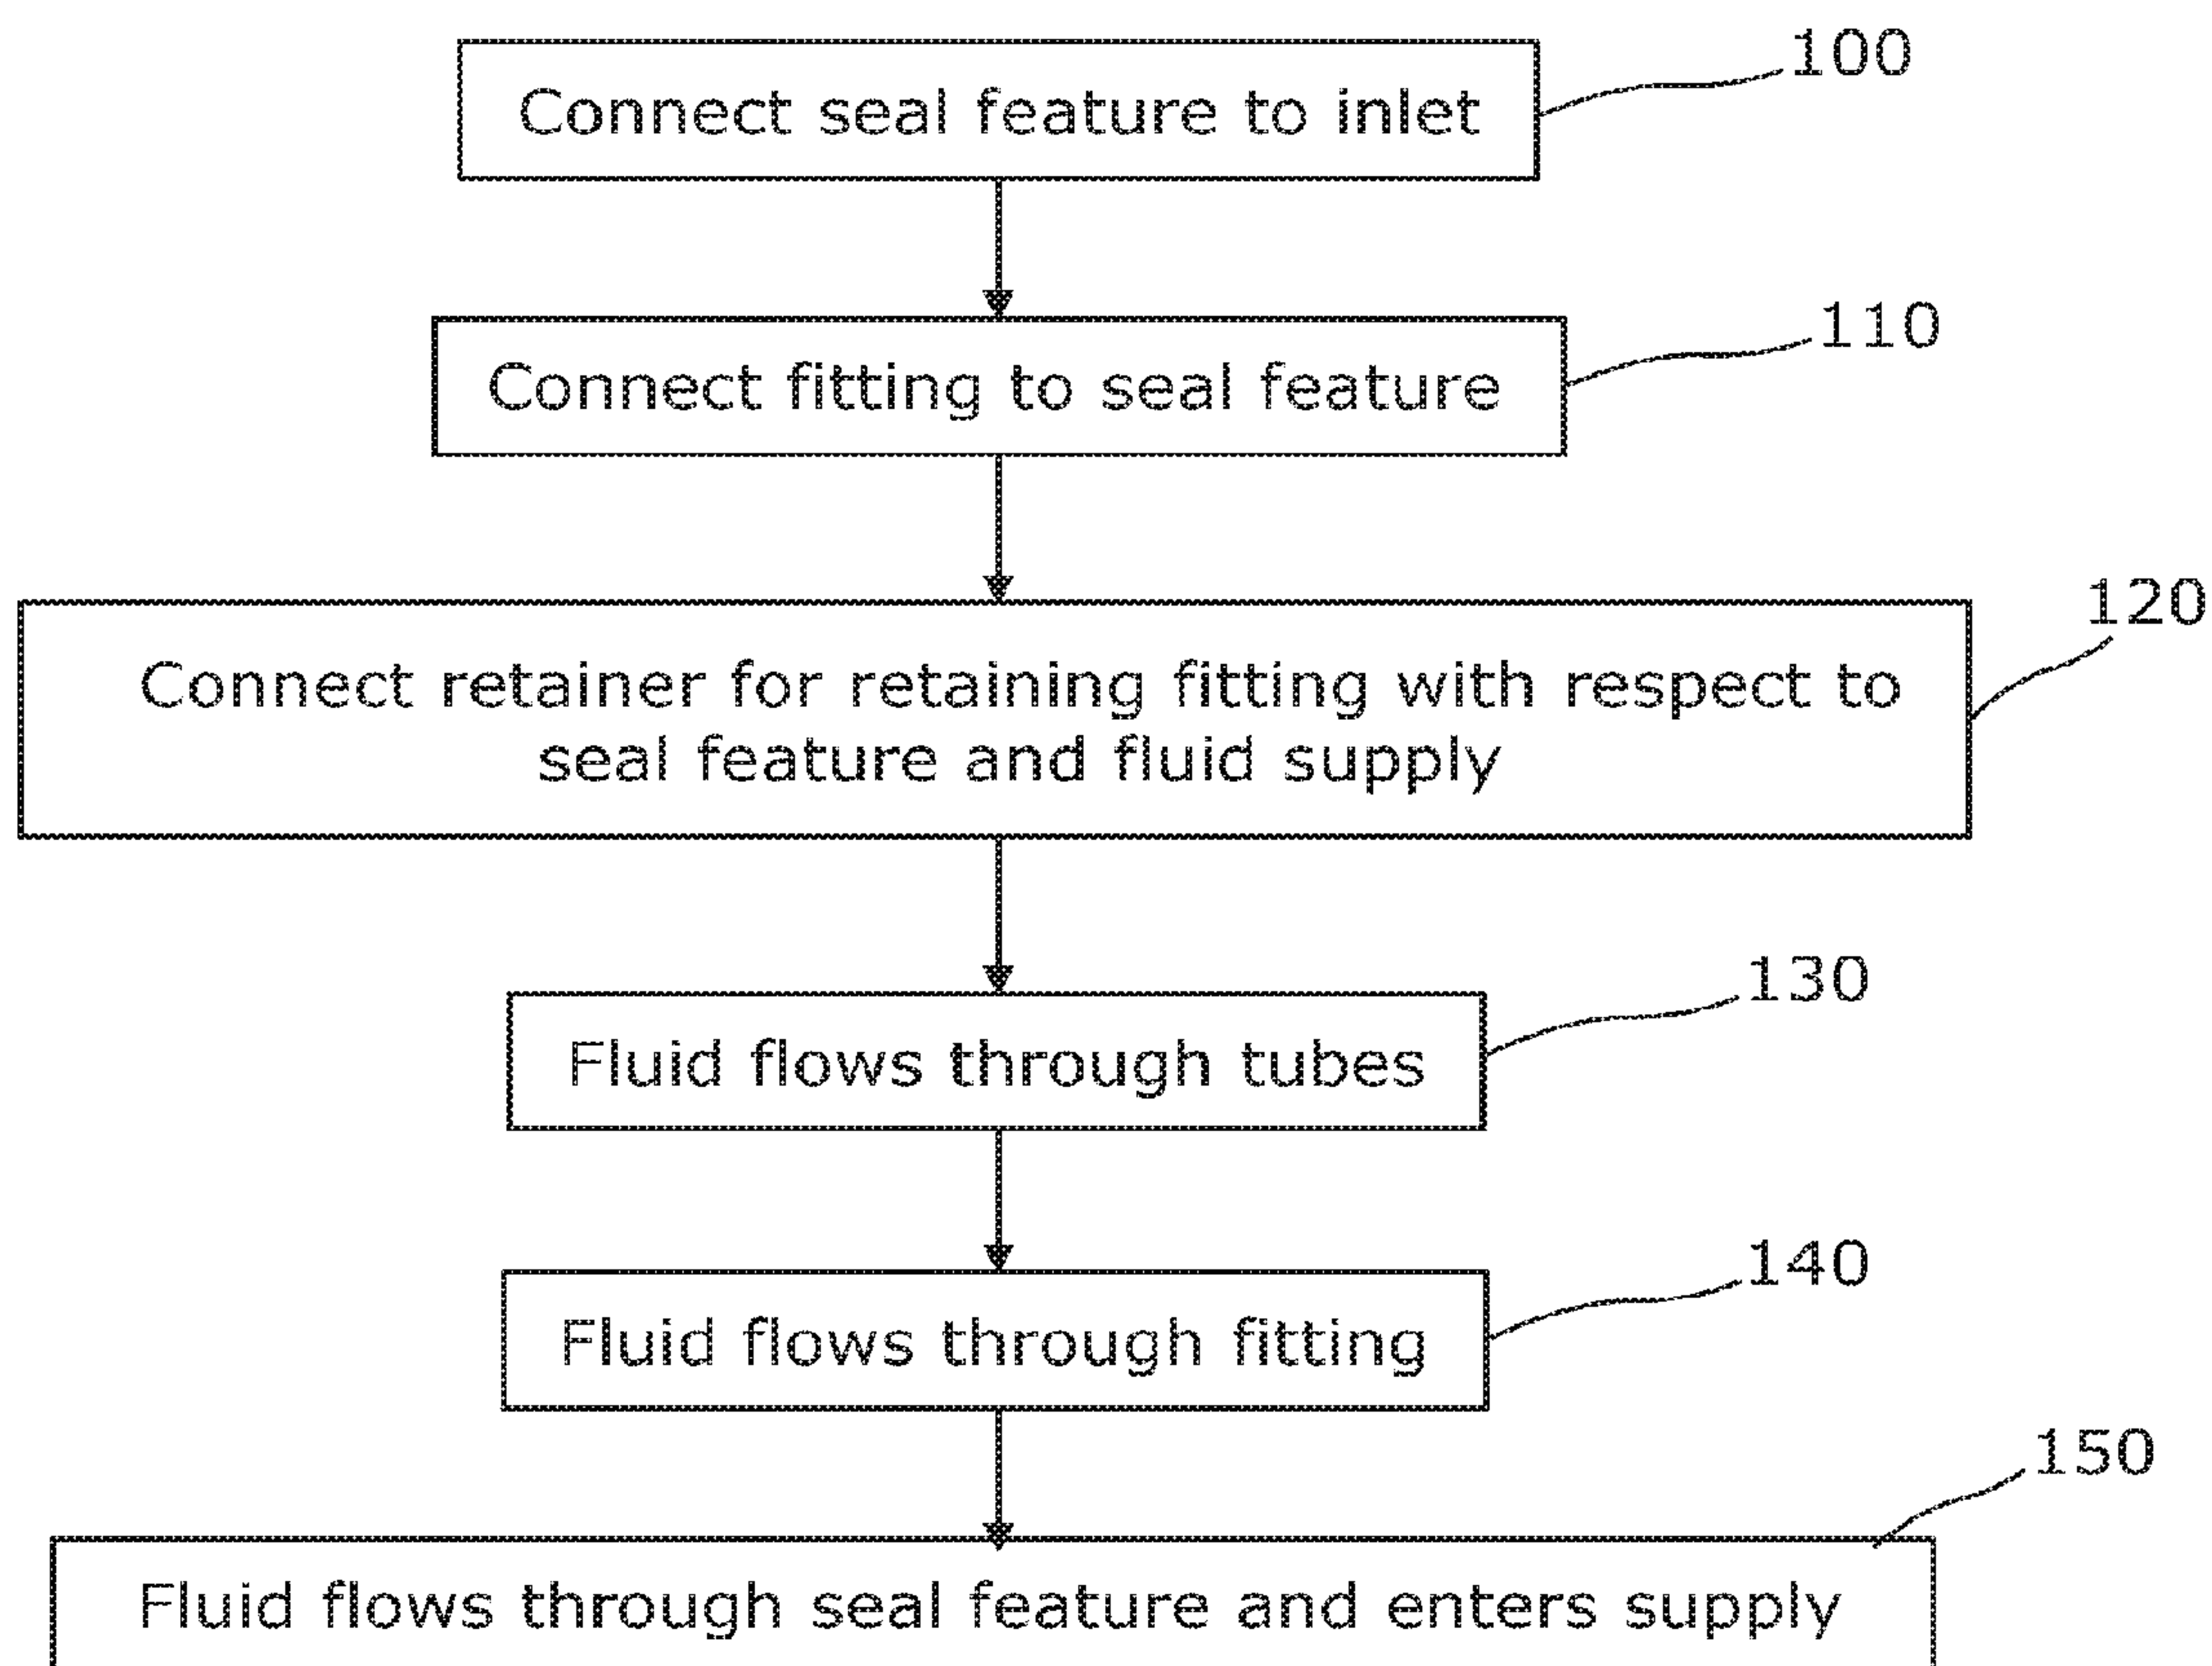 Connect seal feature to inlet
100
Connect fitting to seal feature
110
120
Connect retainer for retaining fitting with respect to
seal feature and fluid supply
130
Fluid flows through tubes
140
Fluid flows through fitting
150
Fluid flows through seal feature and enters supply